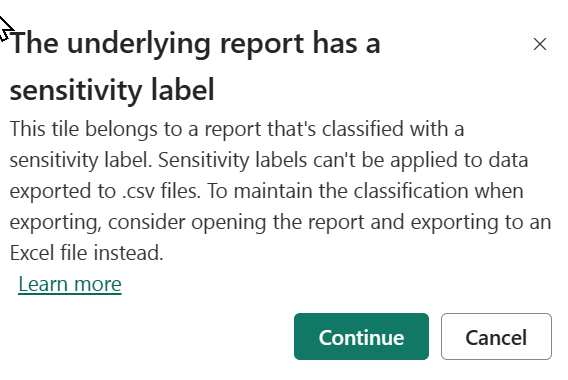 The underlying report has a
sensitivity label
This tile belongs to a report that's classified with a
sensitivity label. Sensitivity labels can't be applied to data
exported to .csv files. To maintain the classification when
exporting, consider opening the report and exporting to an
Excel file instead.
Learn more
Continue
Cancel